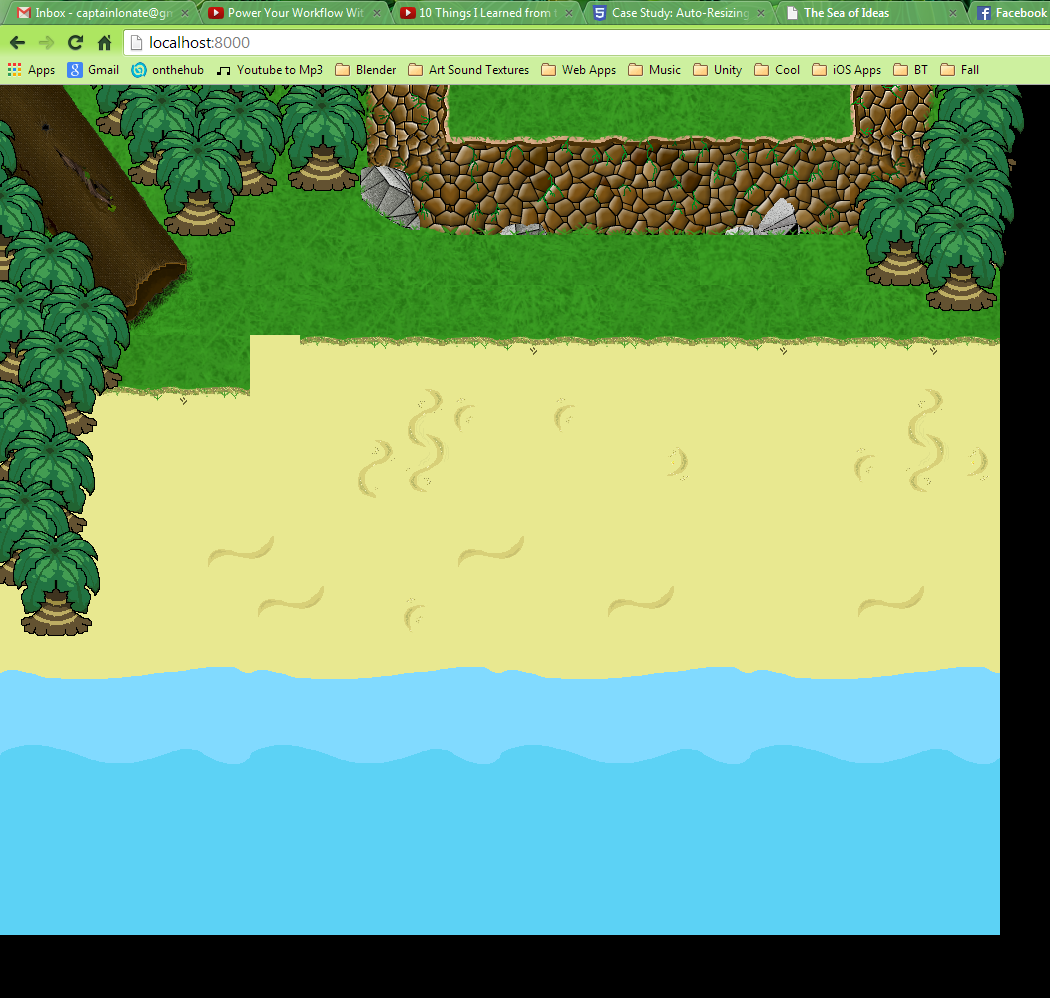 Inbox - captainlonate@gm Power Your Workflow Wit 10 Things I Learned from Case Study: Auto-Resizing The Sea of Ideas Facebook
localhost:8000
Apps Gmail onthehub Youtube to Mp3 Blender Art Sound Textures Web Apps Music Unity Cool iOS Apps BT Fall